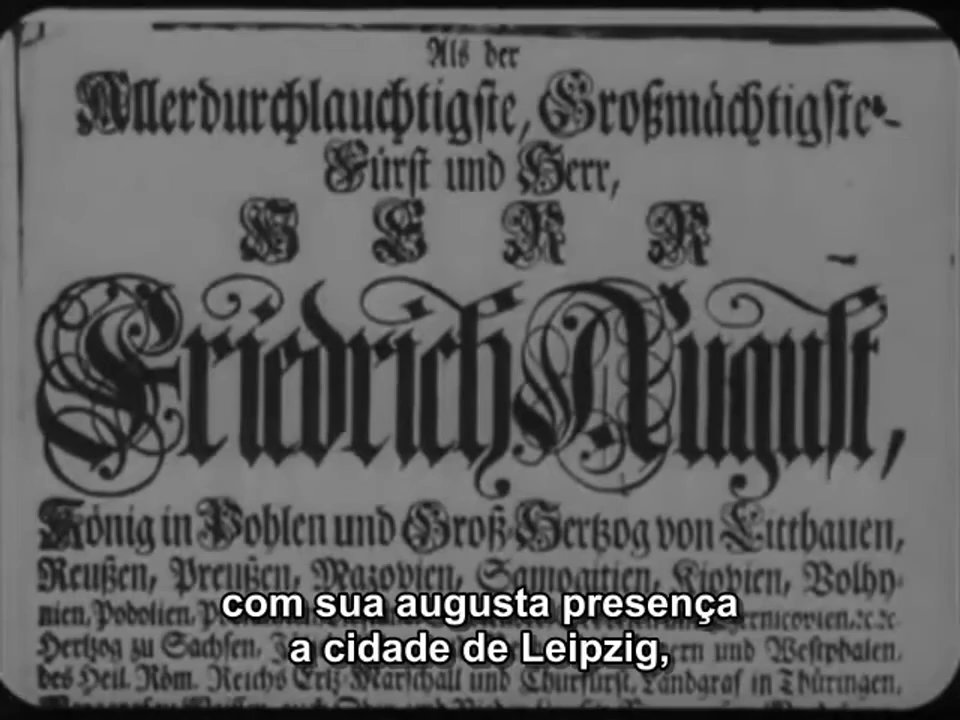 Als der
Allerdurchlauchtigſte, Großmächtigſte
Fürſt und Herr,
HERR
Friedrich Auguſt,
König in Pohlen und Groß-Hertzog von Litthauen,
Reußen, Preußen, Mazovien, Samogitien, Kiovien, Volhy-
nien, Podolien,
com sua augusta presença
a cidade de Leipzig,
Hertzog zu Sachſen, und Weſtphalen,
des Heil. Röm. Reichs Ertz-Marſchall und Churfürſt, Landgraf in Thüringen,